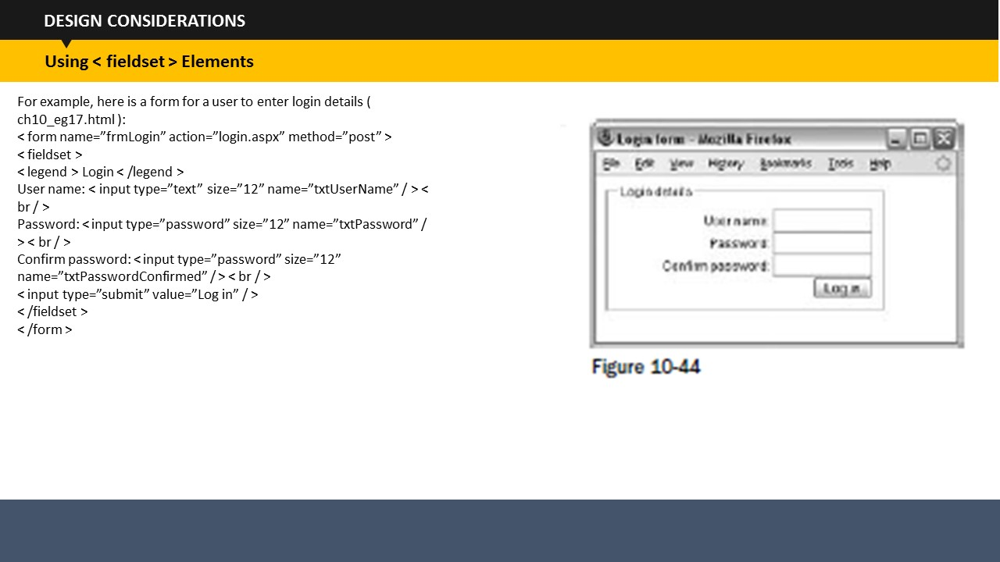 DESIGN CONSIDERATIONS
Using < fieldset > Elements
For example, here is a form for a user to enter login details (
ch10_eg17.html ):
< form name=”frmLogin” action=”login.aspx” method=”post” >
< fieldset >
< legend > Login < /legend >
User name: < input type=”text” size=”12” name=”txtUserName” / > <
br / >
Password: < input type=”password” size=”12” name=”txtPassword” /
> < br / >
Confirm password: < input type=”password” size=”12”
name=”txtPasswordConfirmed” / > < br / >
< input type=”submit” value=”Log in” / >
< /fieldset >
< /form >
Login form - Mozilla Firefox
File Edit View History Bookmarks Tools Help
Login details
User name:
Password:
Confirm password:
Log in
Figure 10-44